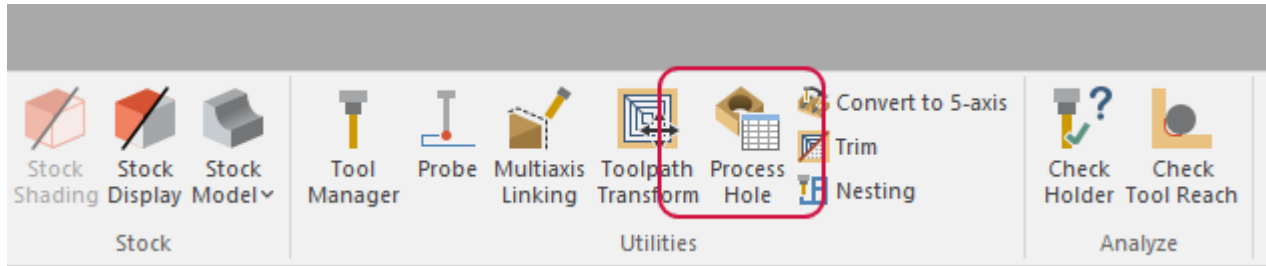 Stock Shading
Stock Display
Stock Model
Tool Manager
Probe
Multiaxis Linking
Toolpath Transform
Process Hole
Convert to 5-axis
Trim
Nesting
Check Holder
Check Tool Reach
Stock
Utilities
Analyze